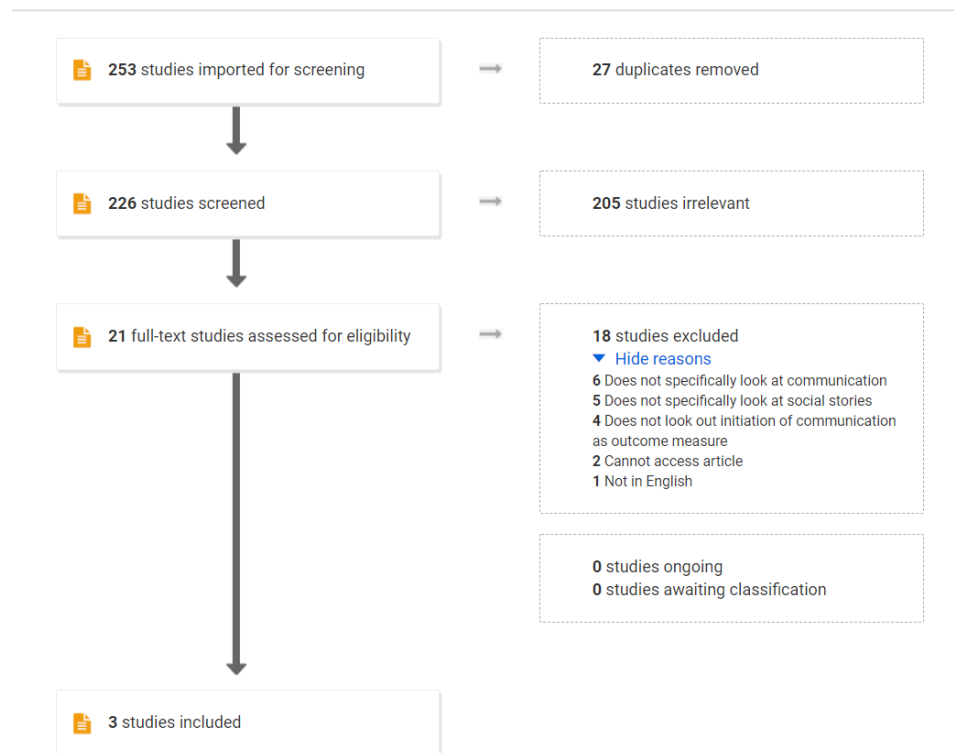 253 studies imported for screening
27 duplicates removed
226 studies screened
205 studies irrelevant
21 full-text studies assessed for eligibility
18 studies excluded
Hide reasons
6 Does not specifically look at communication
5 Does not specifically look at social stories
4 Does not look out initiation of communication
as outcome measure
2 Cannot access article
1 Not in English
0 studies ongoing
0 studies awaiting classification
3 studies included